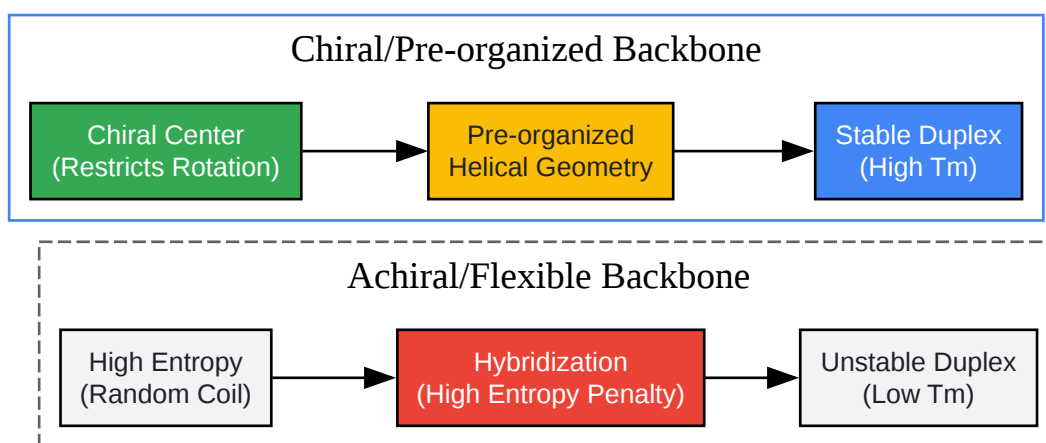 Chiral/Pre-organized Backbone
Chiral Center
(Restricts Rotation)
Pre-organized
Helical Geometry
Stable Duplex
(High Tm)
Achiral/Flexible Backbone
High Entropy
(Random Coil)
Hybridization
(High Entropy Penalty)
Unstable Duplex
(Low Tm)